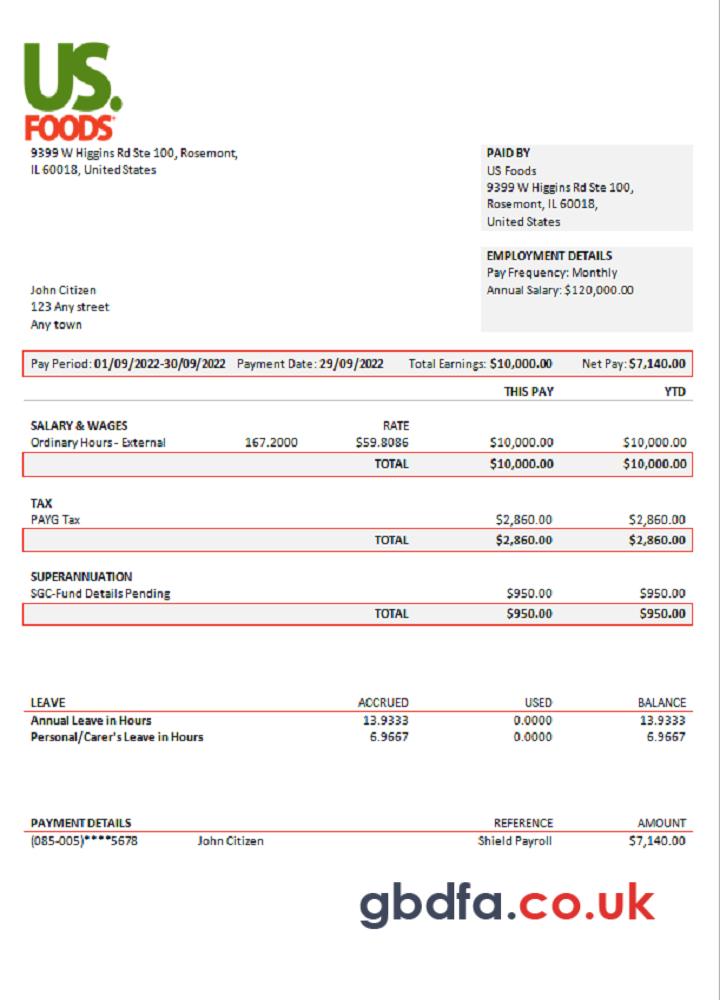 US.
FOODS
9399 W Higgins Rd Ste 100, Rosemont,
IL 60018, United States
PAID BY
US Foods
9399 W Higgins Rd Ste 100,
Rosemont, IL 60018,
United States
EMPLOYMENT DETAILS
Pay Frequency: Monthly
Annual Salary: $120,000.00
John Citizen
123 Any street
Any town
Pay Period: 01/09/2022-30/09/2022 Payment Date: 29/09/2022 Total Earnings: $10,000.00 Net Pay: $7,140.00
THIS PAY YTD
SALARY & WAGES RATE
Ordinary Hours - External 167.2000 $59.8086 $10,000.00 $10,000.00
TOTAL $10,000.00 $10,000.00
TAX
PAYG Tax $2,860.00 $2,860.00
TOTAL $2,860.00 $2,860.00
SUPERANNUATION
SGC-Fund Details Pending $950.00 $950.00
TOTAL $950.00 $950.00
LEAVE ACCRUED USED BALANCE
Annual Leave in Hours 13.9333 0.0000 13.9333
Personal/Carer's Leave in Hours 6.9667 0.0000 6.9667
PAYMENT DETAILS REFERENCE AMOUNT
(085-005)****5678 John Citizen Shield Payroll $7,140.00
gbdfa.co.uk